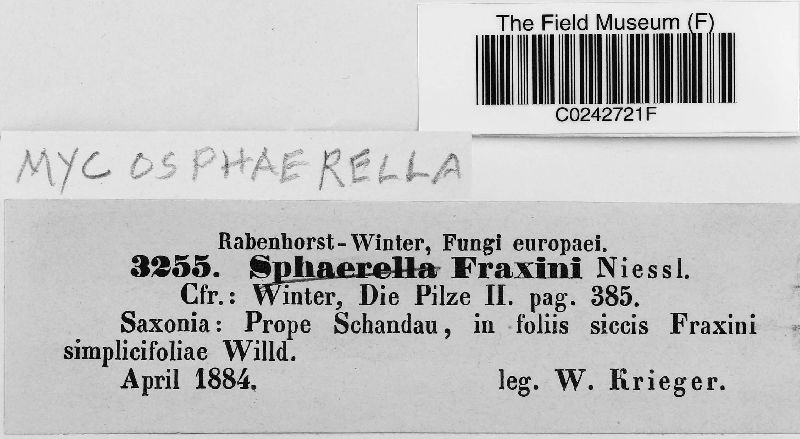 The Field Museum (F)
C0242721F
MYCOSPHAERELLA
Rabenhorst-Winter, Fungi europaei.
3255. Sphaerella Fraxini Niessl.
Cfr.: Winter, Die Pilze II. pag. 385.
Saxonia: Prope Schandau, in foliis siccis Fraxini
simplicifoliae Willd.
April 1884.   leg. W. Krieger.